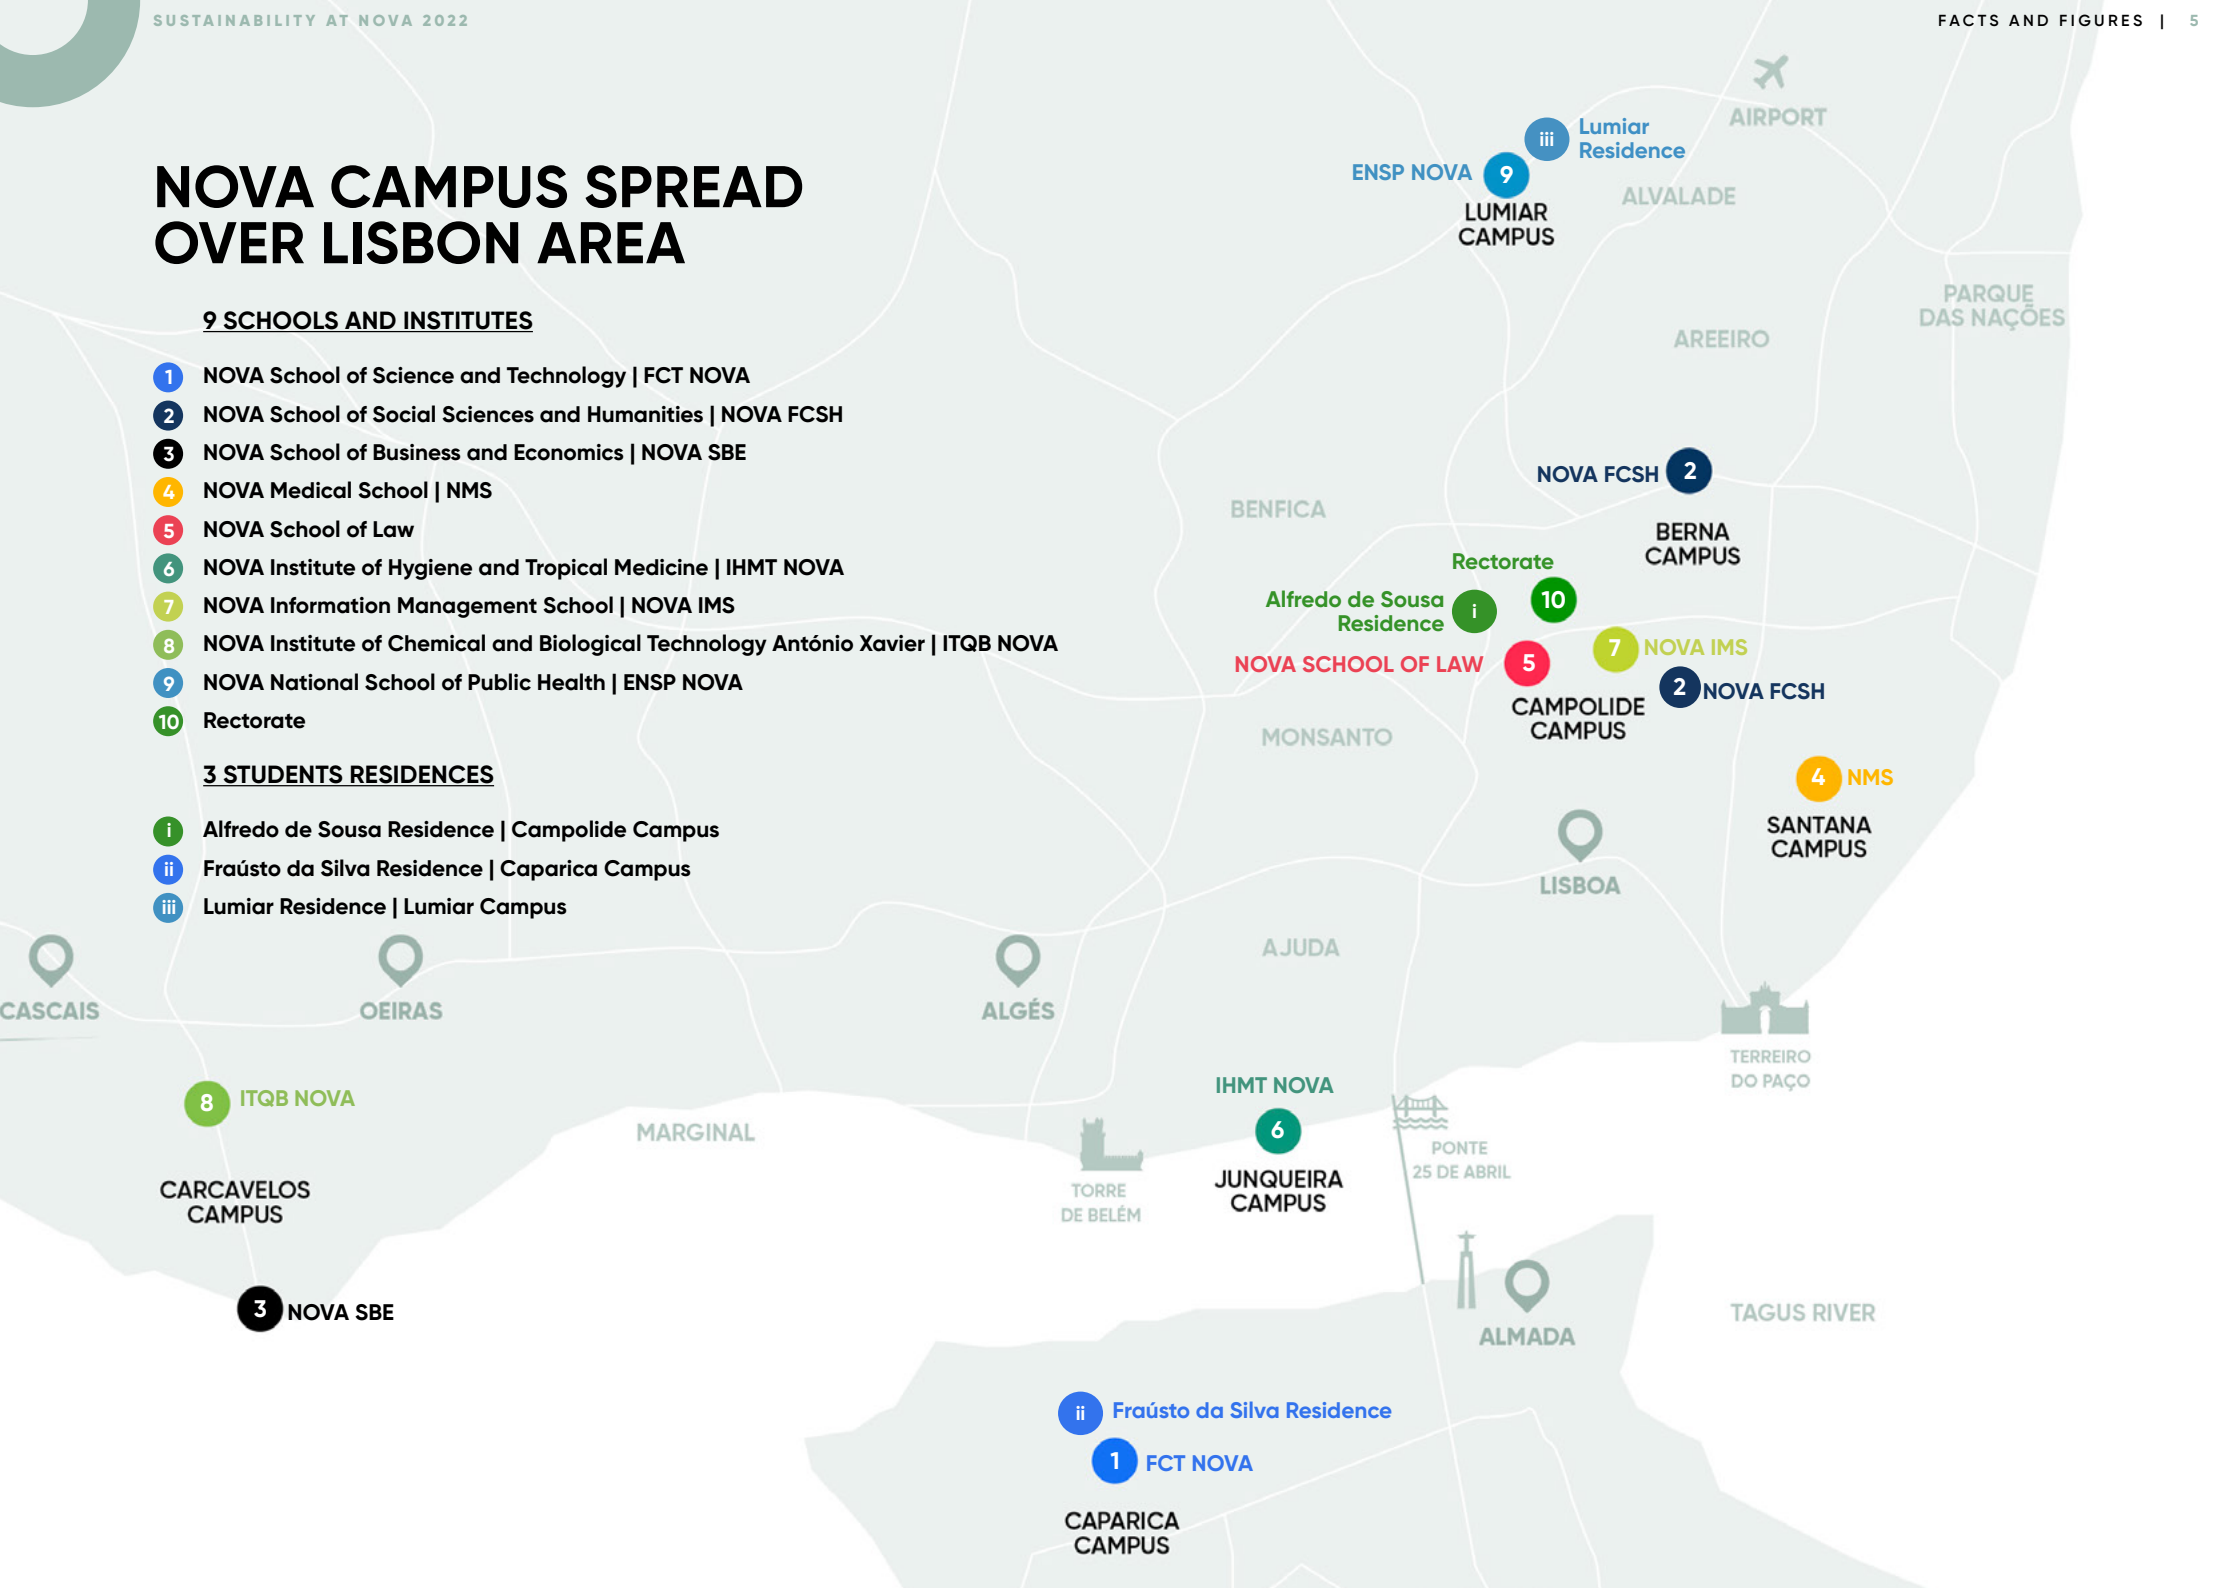 SUSTAINABILITY AT NOVA 2022
FACTS AND FIGURES | 5
NOVA CAMPUS SPREAD
OVER LISBON AREA
9 SCHOOLS AND INSTITUTES
1 NOVA School of Science and Technology | FCT NOVA
2 NOVA School of Social Sciences and Humanities | NOVA FCSH
3 NOVA School of Business and Economics | NOVA SBE
4 NOVA Medical School | NMS
5 NOVA School of Law
6 NOVA Institute of Hygiene and Tropical Medicine | IHMT NOVA
7 NOVA Information Management School | NOVA IMS
8 NOVA Institute of Chemical and Biological Technology António Xavier | ITQB NOVA
9 NOVA National School of Public Health | ENSP NOVA
10 Rectorate
3 STUDENTS RESIDENCES
i Alfredo de Sousa Residence | Campolide Campus
ii Fraústo da Silva Residence | Caparica Campus
iii Lumiar Residence | Lumiar Campus
AIRPORT
iii Lumiar
Residence
ENSP NOVA 9
LUMIAR
CAMPUS
ALVALADE
PARQUE
DAS NAÇÕES
AREEIRO
NOVA FCSH 2
BERNA
CAMPUS
BENFICA
Rectorate
10
Alfredo de Sousa
Residence
i
NOVA SCHOOL OF LAW 5
7 NOVA IMS
2 NOVA FCSH
CAMPOLIDE
CAMPUS
MONSANTO
4 NMS
SANTANA
CAMPUS
LISBOA
AJUDA
CASCAIS
OEIRAS
ALGÉS
TERREIRO
DO PAÇO
8 ITQB NOVA
MARGINAL
IHMT NOVA
6
JUNQUEIRA
CAMPUS
PONTE
25 DE ABRIL
TORRE
DE BELÉM
CARCAVELOS
CAMPUS
3 NOVA SBE
ALMADA
TAGUS RIVER
ii Fraústo da Silva Residence
1 FCT NOVA
CAPARICA
CAMPUS